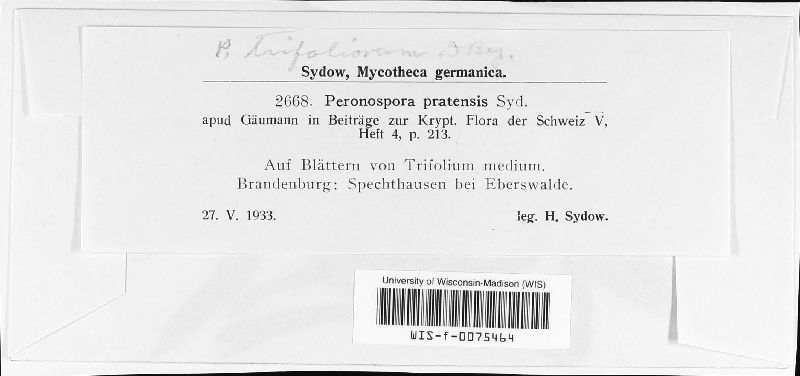 P. Trifoliorum D By.
Sydow, Mycotheca germanica.
2668. Peronospora pratensis Syd.
apud Gäumann in Beiträge zur Krypt. Flora der Schweiz V,
Heft 4, p. 213.
Auf Blättern von Trifolium medium.
Brandenburg: Spechthausen bei Eberswalde.
27. V. 1933. leg. H. Sydow.
University of Wisconsin-Madison (WIS)
WIS-f-0075464